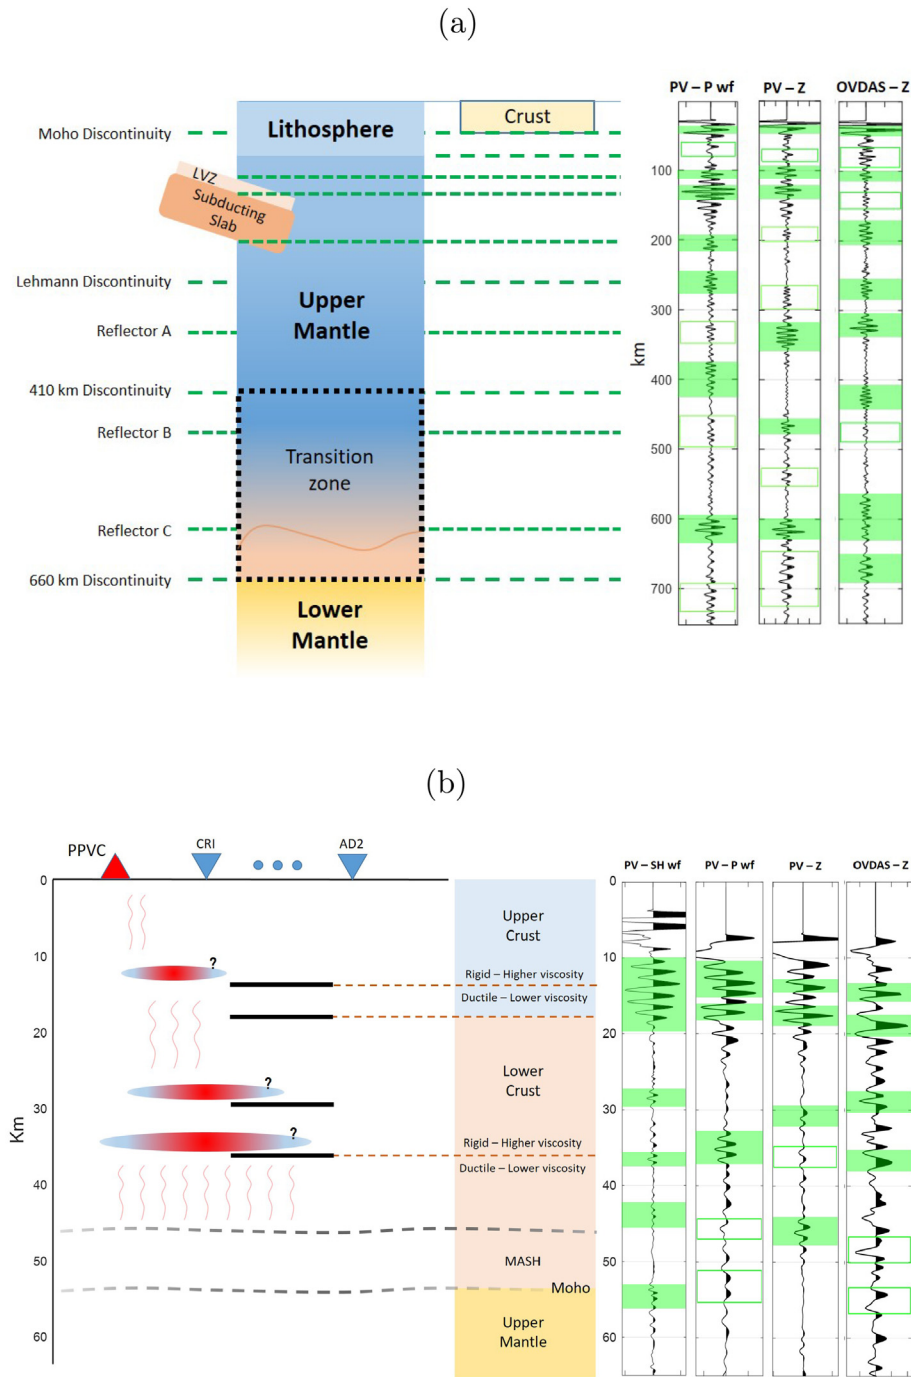 (a)
PV – P wf
PV – Z
OVDAS – Z
Moho Discontinuity
Lithosphere
Crust
LVZ
Subducting
Slab
Lehmann Discontinuity
Upper
Mantle
Reflector A
410 km Discontinuity
Reflector B
Transition
zone
Reflector C
660 km Discontinuity
Lower
Mantle
100
200
300
400
500
600
700
km
(b)
PPVC
CRI
AD2
PV – SH wf
PV – P wf
PV – Z
OVDAS – Z
0
10
20
30
40
50
60
Km
?
?
?
Upper
Crust
Rigid – Higher viscosity
Ductile – Lower viscosity
Lower
Crust
Rigid – Higher viscosity
Ductile – Lower viscosity
MASH
Moho
Upper
Mantle
0
10
20
30
40
50
60